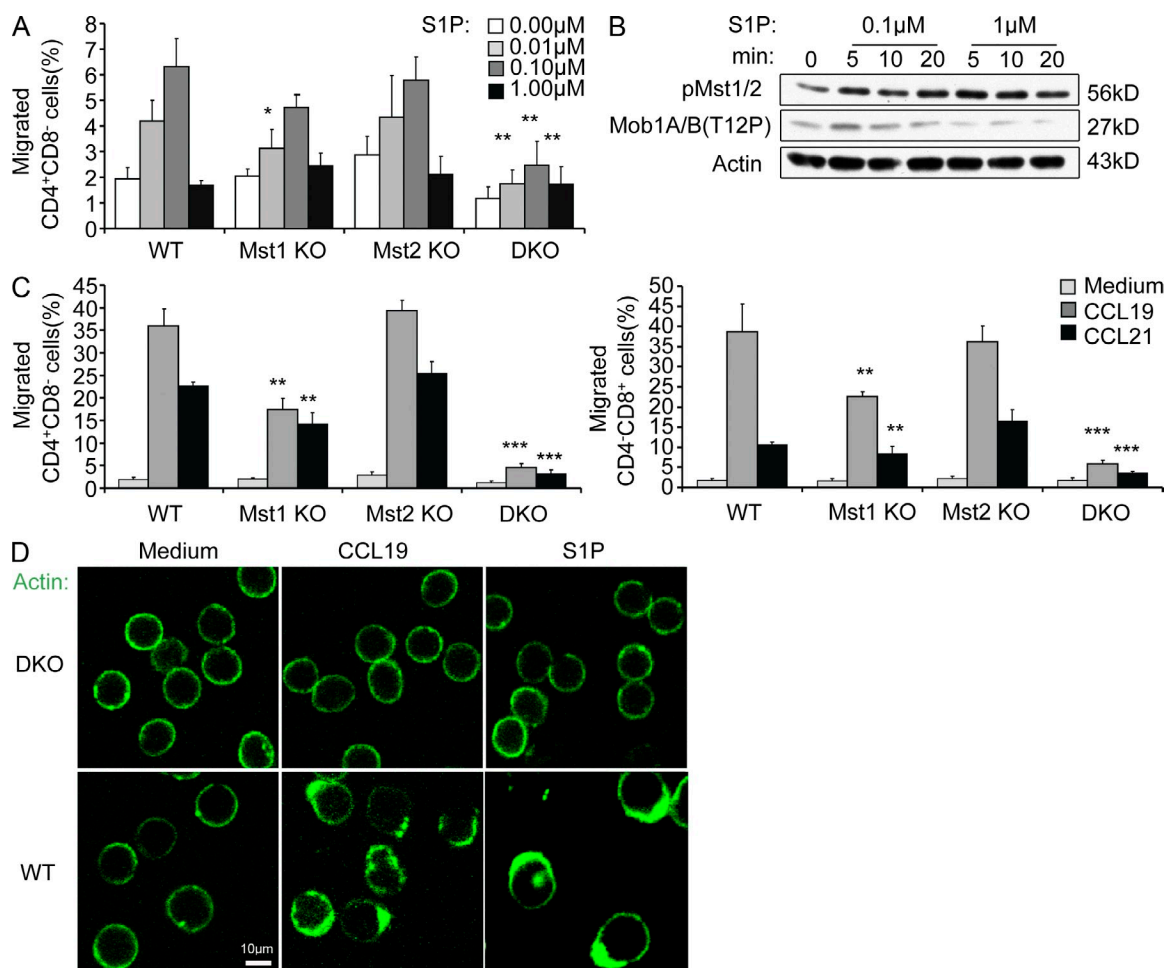 A
Migrated
CD4⁺CD8⁻ cells(%)
8
7
6
5
4
3
2
1
0
S1P:
0.00µM
0.01µM
0.10µM
1.00µM
*
**
**
**
WT
Mst1 KO
Mst2 KO
DKO
B
S1P:
0.1µM
1µM
min:
0
5
10
20
5
10
20
pMst1/2
56kD
Mob1A/B(T12P)
27kD
Actin
43kD
C
Migrated
CD4⁺CD8⁻ cells(%)
45
40
35
30
25
20
15
10
5
0
**
**
***
***
WT
Mst1 KO
Mst2 KO
DKO
Migrated
CD4⁻CD8⁺ cells(%)
50
45
40
35
30
25
20
15
10
5
0
Medium
CCL19
CCL21
**
**
***
***
WT
Mst1 KO
Mst2 KO
DKO
D
Medium
CCL19
S1P
Actin:
DKO
WT
10µm